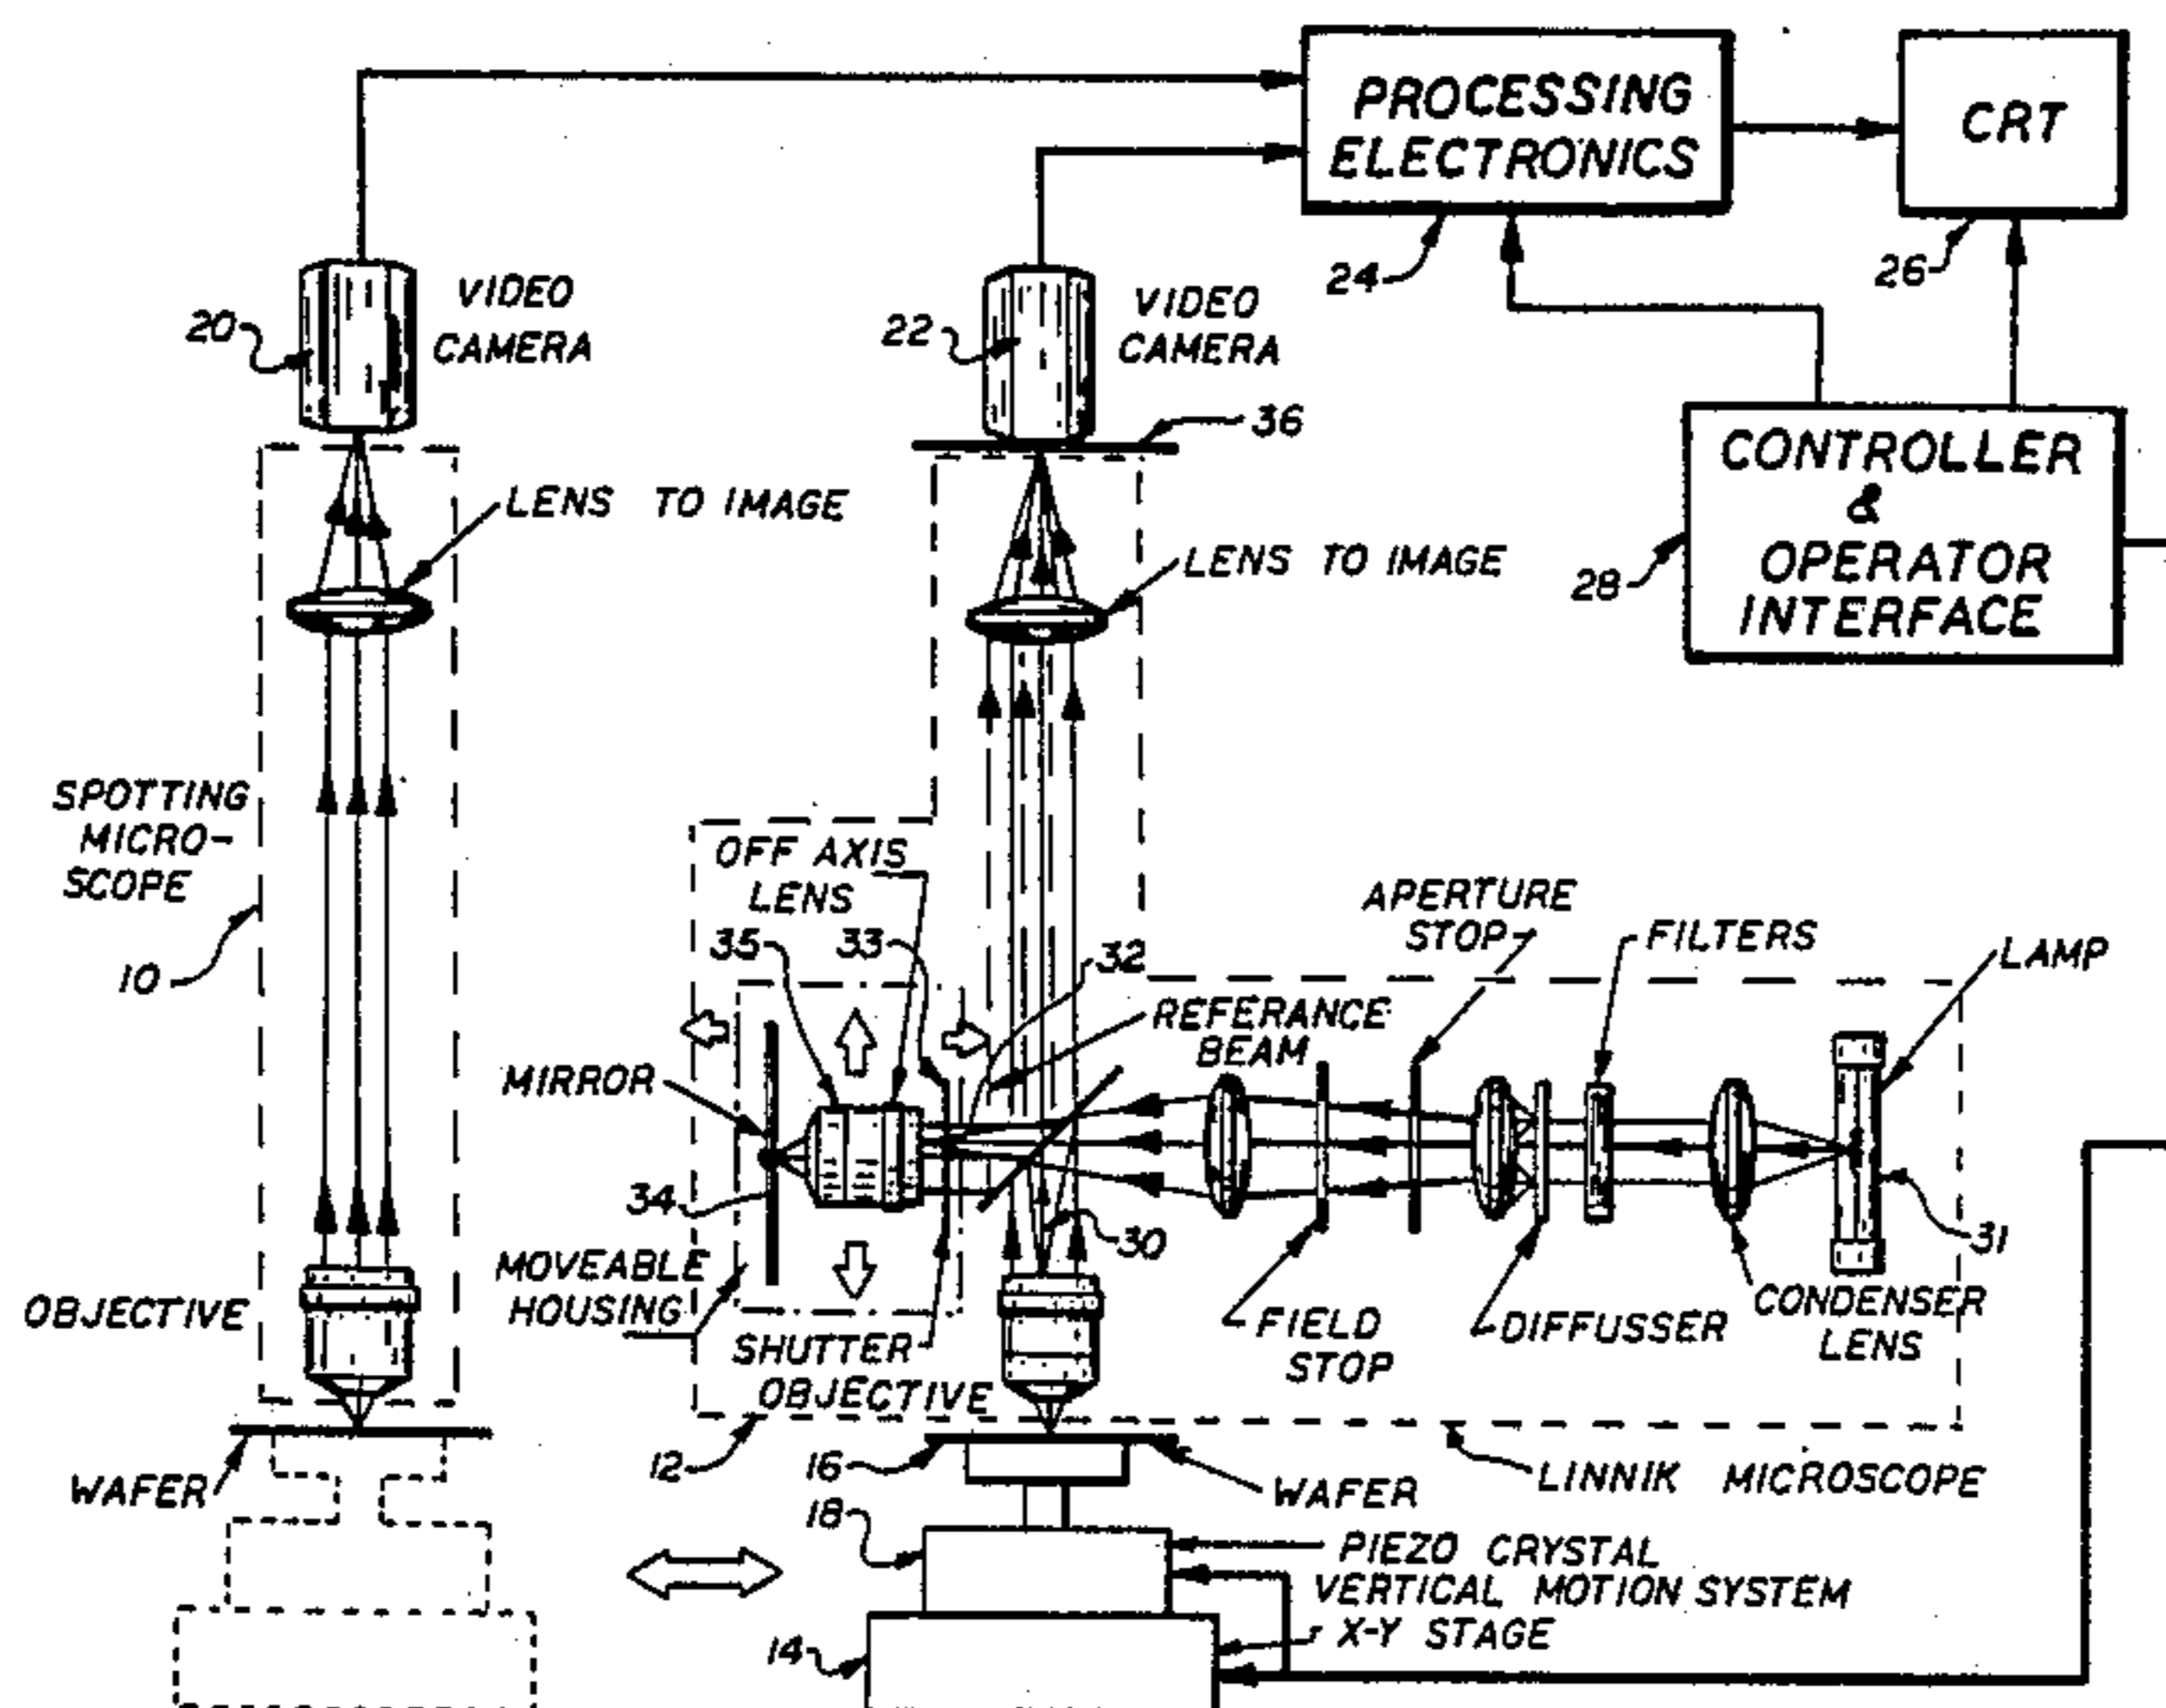 PROCESSING
ELECTRONICS
CRT
24
26
VIDEO
CAMERA
20
VIDEO
CAMERA
22
36
CONTROLLER
&
OPERATOR
INTERFACE
28
LENS TO IMAGE
LENS TO IMAGE
SPOTTING
MICRO-
SCOPE
10
OFF AXIS
LENS
35
33
32
REFERANCE
BEAM
APERTURE
STOP
FILTERS
LAMP
MIRROR
34
MOVEABLE
HOUSING
SHUTTER
OBJECTIVE
30
FIELD
STOP
DIFFUSSER
CONDENSER
LENS
31
OBJECTIVE
WAFER
12
16
WAFER
LINNIK MICROSCOPE
18
PIEZO CRYSTAL
VERTICAL MOTION SYSTEM
X-Y STAGE
14